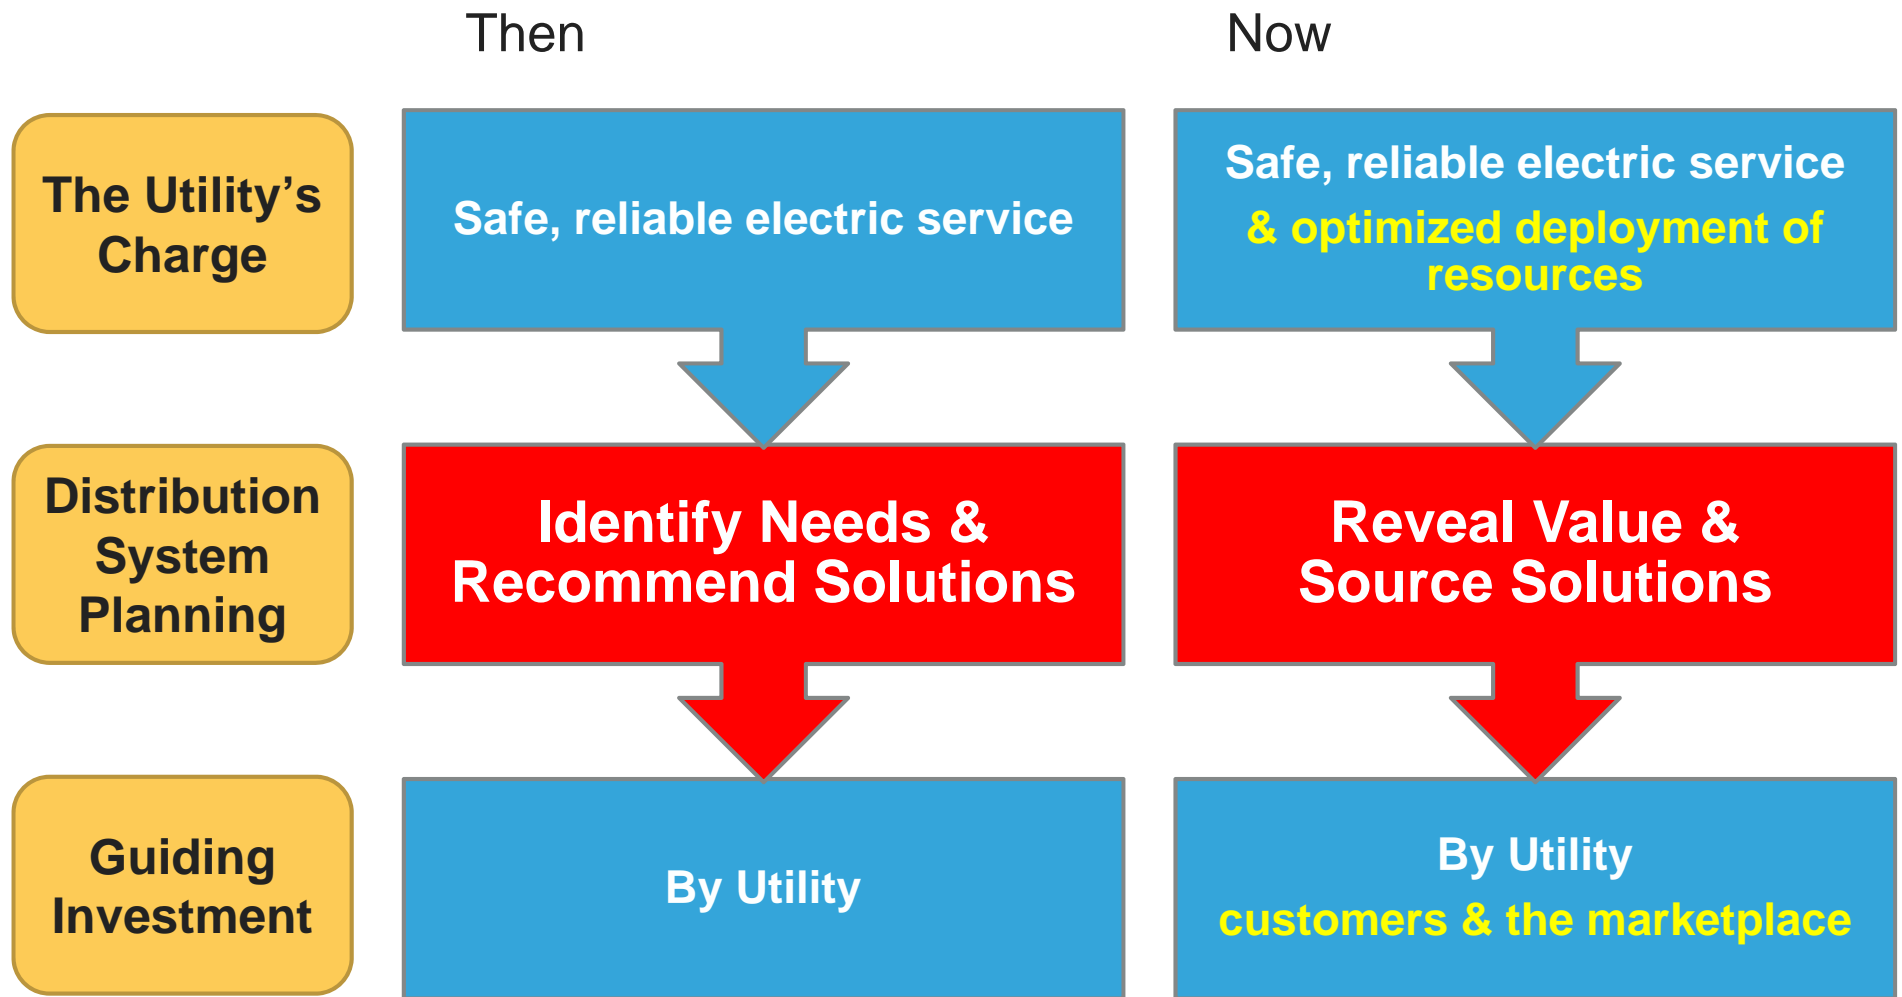 Then
Now
The Utility’s
Charge
Safe, reliable electric service
Safe, reliable electric service
& optimized deployment of
resources
Distribution
System
Planning
Identify Needs &
Recommend Solutions
Reveal Value &
Source Solutions
Guiding
Investment
By Utility
By Utility
customers & the marketplace